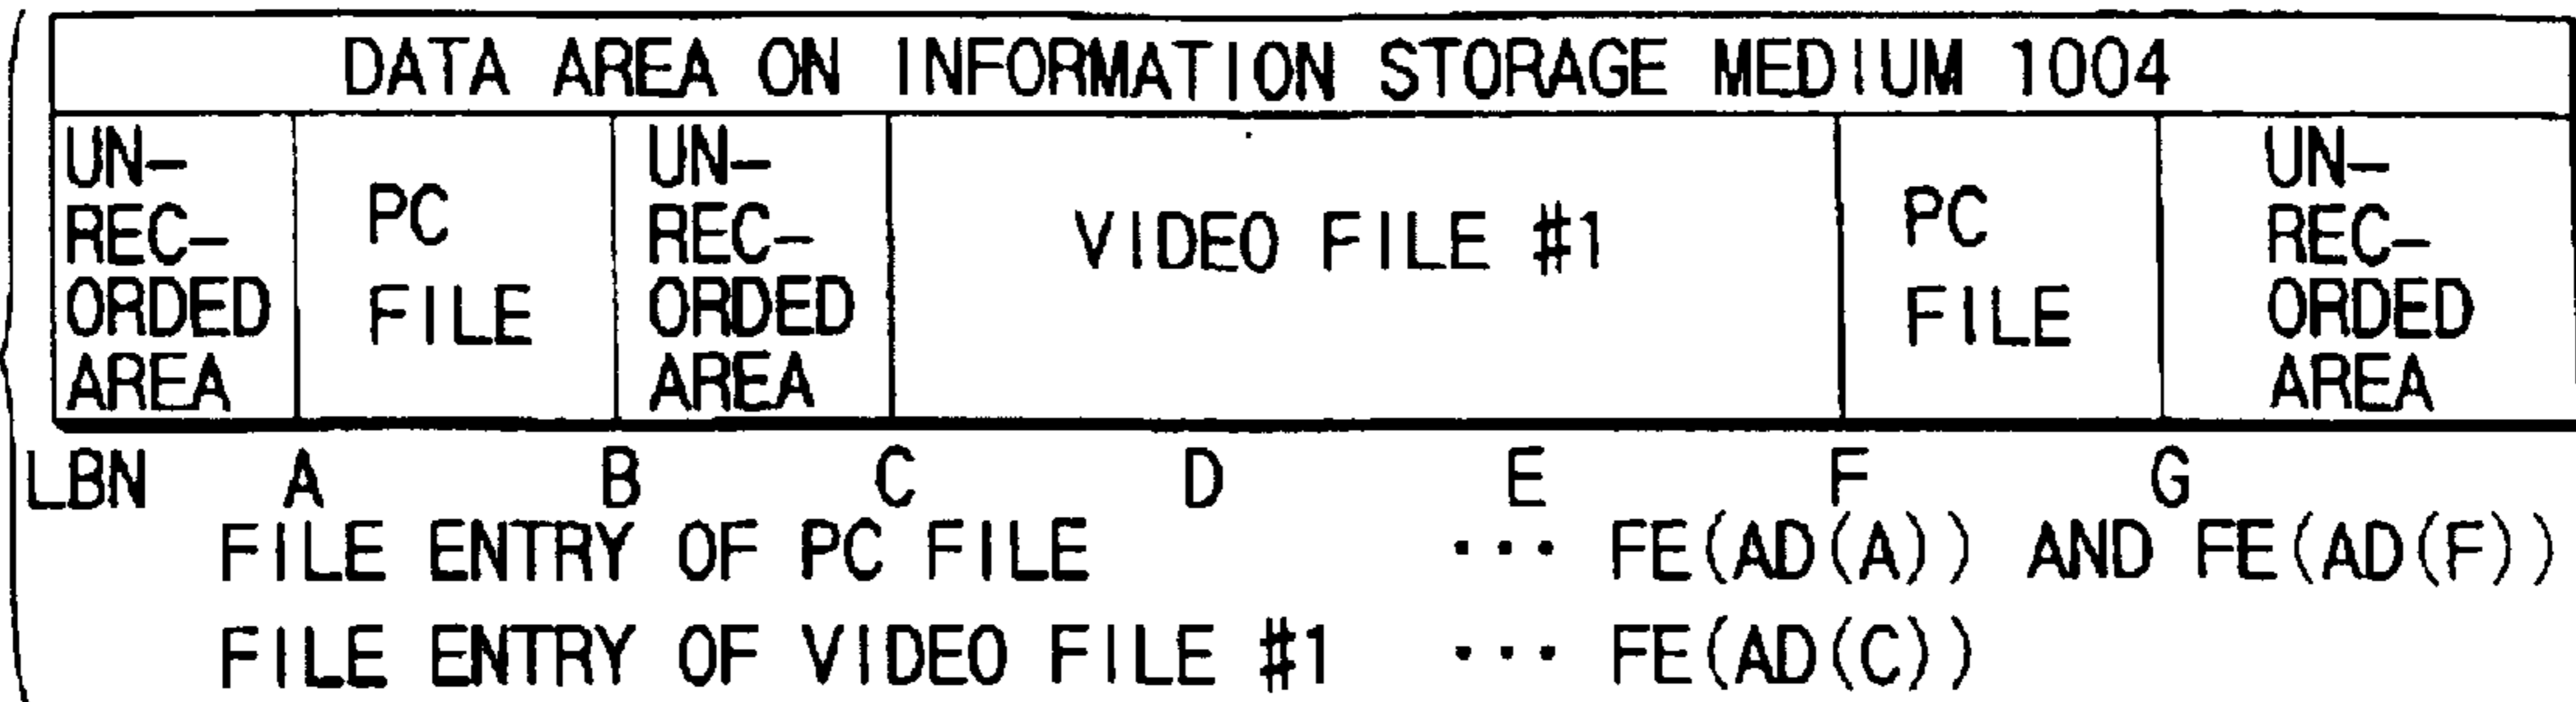 DATA AREA ON INFORMATION STORAGE MEDIUM 1004
UN-
REC-
ORDED
AREA
PC
FILE
UN-
REC-
ORDED
AREA
VIDEO FILE #1
PC
FILE
UN-
REC-
ORDED
AREA
LBN A B C D E F G
FILE ENTRY OF PC FILE ··· FE(AD(A)) AND FE(AD(F))
FILE ENTRY OF VIDEO FILE #1 ··· FE(AD(C))